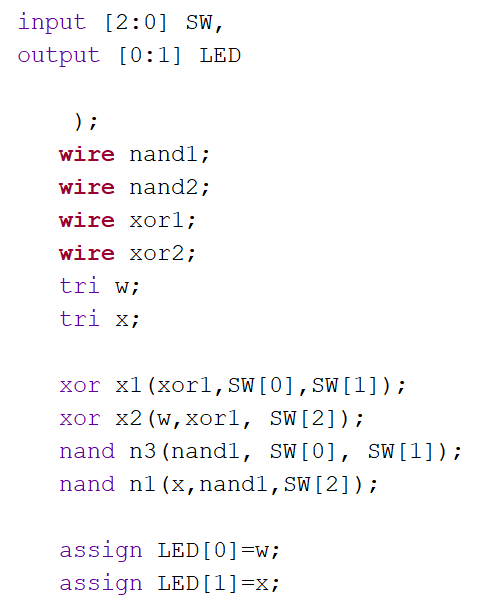 input [2:0] SW,
output [0:1] LED
);
wire nand1;
wire nand2;
wire xor1;
wire xor2;
tri w;
tri x;
xor x1(xor1,SW[0],SW[1]);
xor x2(w,xor1, SW[2]);
nand n3(nand1, SW[0], SW[1]);
nand n1(x,nand1,SW[2]);
assign LED[0]=w;
assign LED[1]=x;